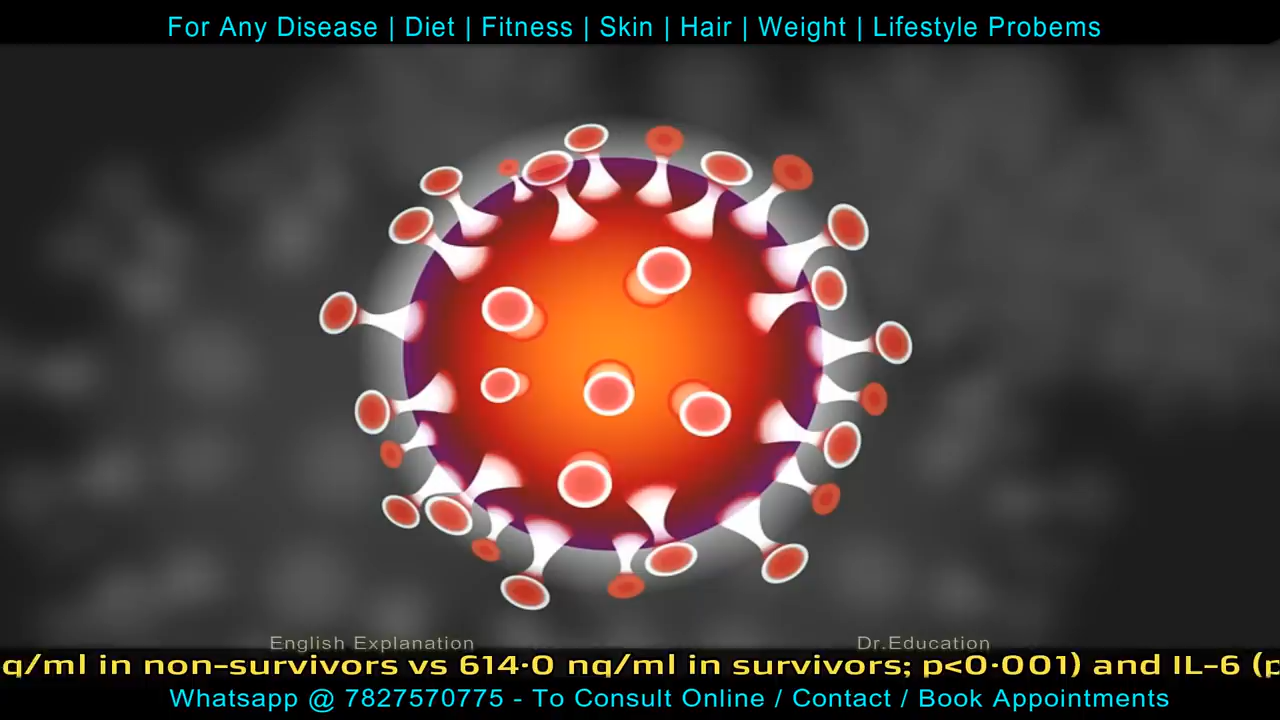 For Any Disease | Diet | Fitness | Skin | Hair | Weight | Lifestyle Probems
English Explanation
Dr.Education
q/ml in non-survivors vs 614·0 nq/ml in survivors; p<0·001) and IL-6 (p
Whatsapp @ 7827570775 - To Consult Online / Contact / Book Appointments